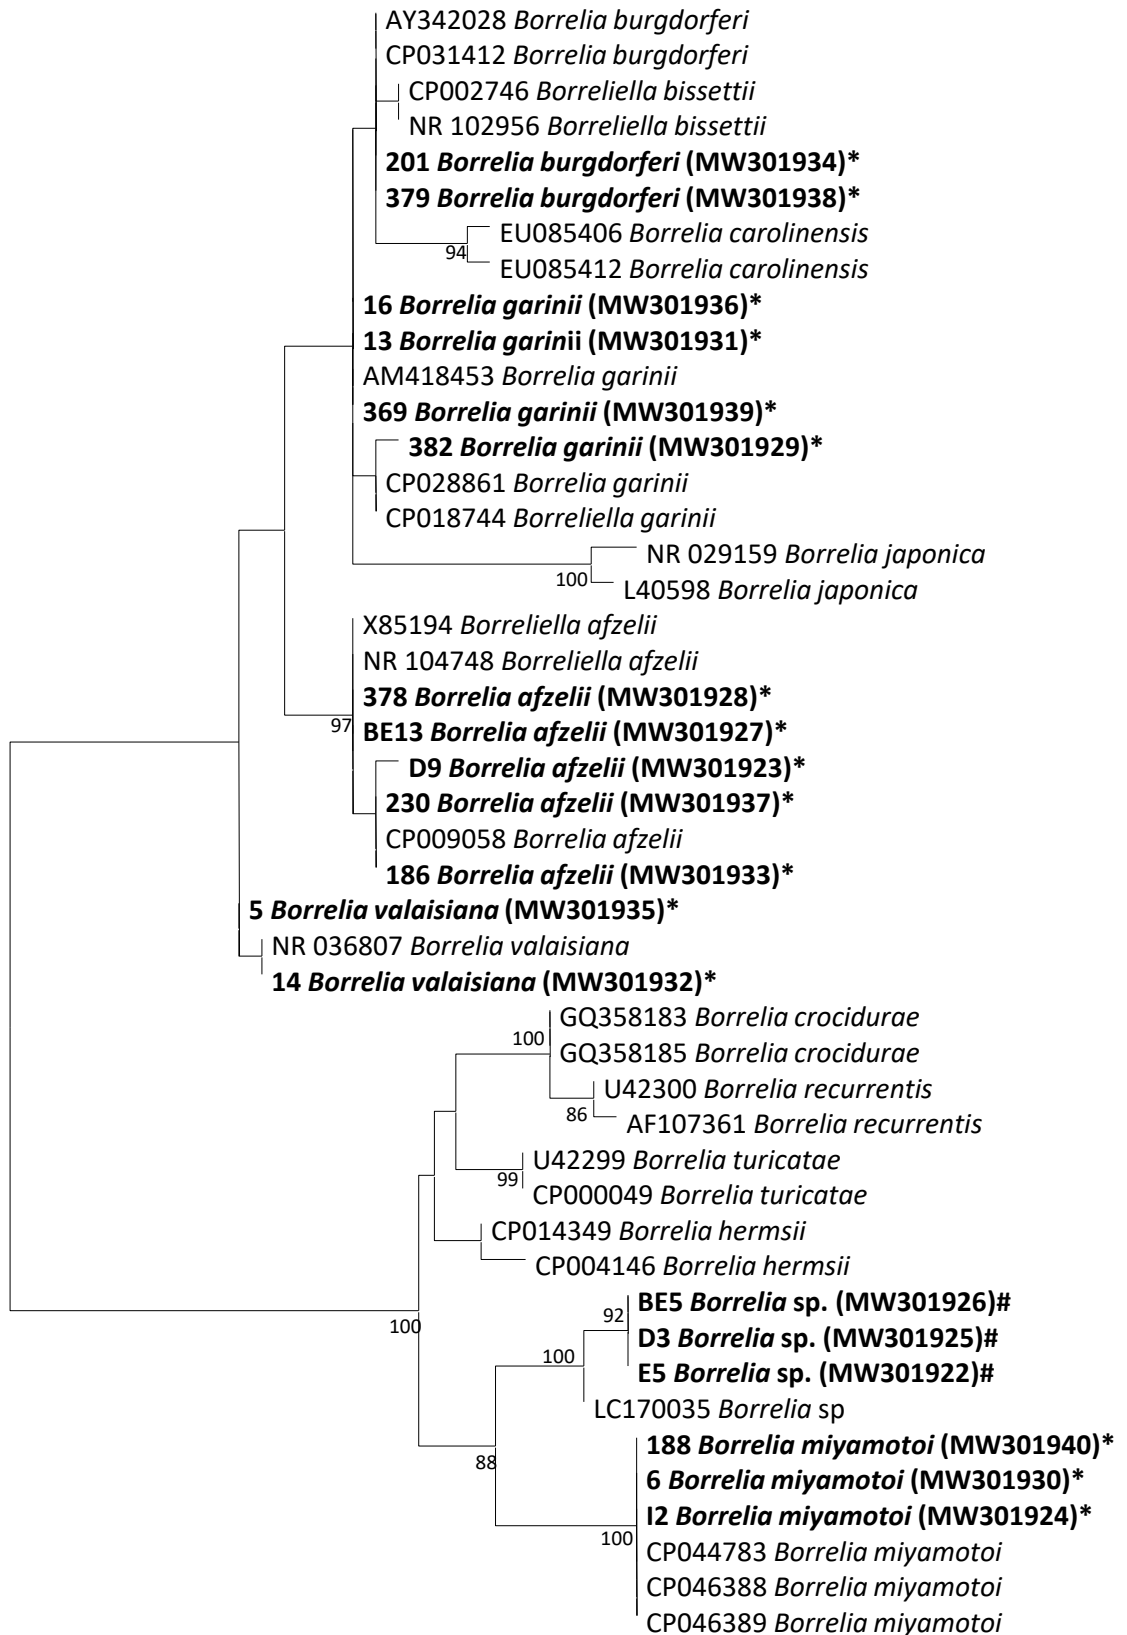 AY342028 Borrelia burgdorferi
CP031412 Borrelia burgdorferi
CP002746 Borreliella bissettii
NR 102956 Borreliella bissettii
201 Borrelia burgdorferi (MW301934)*
379 Borrelia burgdorferi (MW301938)*
EU085406 Borrelia carolinensis
94
EU085412 Borrelia carolinensis
16 Borrelia garinii (MW301936)*
13 Borrelia garinii (MW301931)*
AM418453 Borrelia garinii
369 Borrelia garinii (MW301939)*
382 Borrelia garinii (MW301929)*
CP028861 Borrelia garinii
CP018744 Borreliella garinii
NR 029159 Borrelia japonica
100
L40598 Borrelia japonica
X85194 Borreliella afzelii
NR 104748 Borreliella afzelii
378 Borrelia afzelii (MW301928)*
97
BE13 Borrelia afzelii (MW301927)*
D9 Borrelia afzelii (MW301923)*
230 Borrelia afzelii (MW301937)*
CP009058 Borrelia afzelii
186 Borrelia afzelii (MW301933)*
5 Borrelia valaisiana (MW301935)*
NR 036807 Borrelia valaisiana
14 Borrelia valaisiana (MW301932)*
GQ358183 Borrelia crocidurae
100
GQ358185 Borrelia crocidurae
U42300 Borrelia recurrentis
86
AF107361 Borrelia recurrentis
U42299 Borrelia turicatae
99
CP000049 Borrelia turicatae
CP014349 Borrelia hermsii
CP004146 Borrelia hermsii
BE5 Borrelia sp. (MW301926)#
92
100
D3 Borrelia sp. (MW301925)#
100
E5 Borrelia sp. (MW301922)#
LC170035 Borrelia sp
188 Borrelia miyamotoi (MW301940)*
88
6 Borrelia miyamotoi (MW301930)*
I2 Borrelia miyamotoi (MW301924)*
100
CP044783 Borrelia miyamotoi
CP046388 Borrelia miyamotoi
CP046389 Borrelia miyamotoi